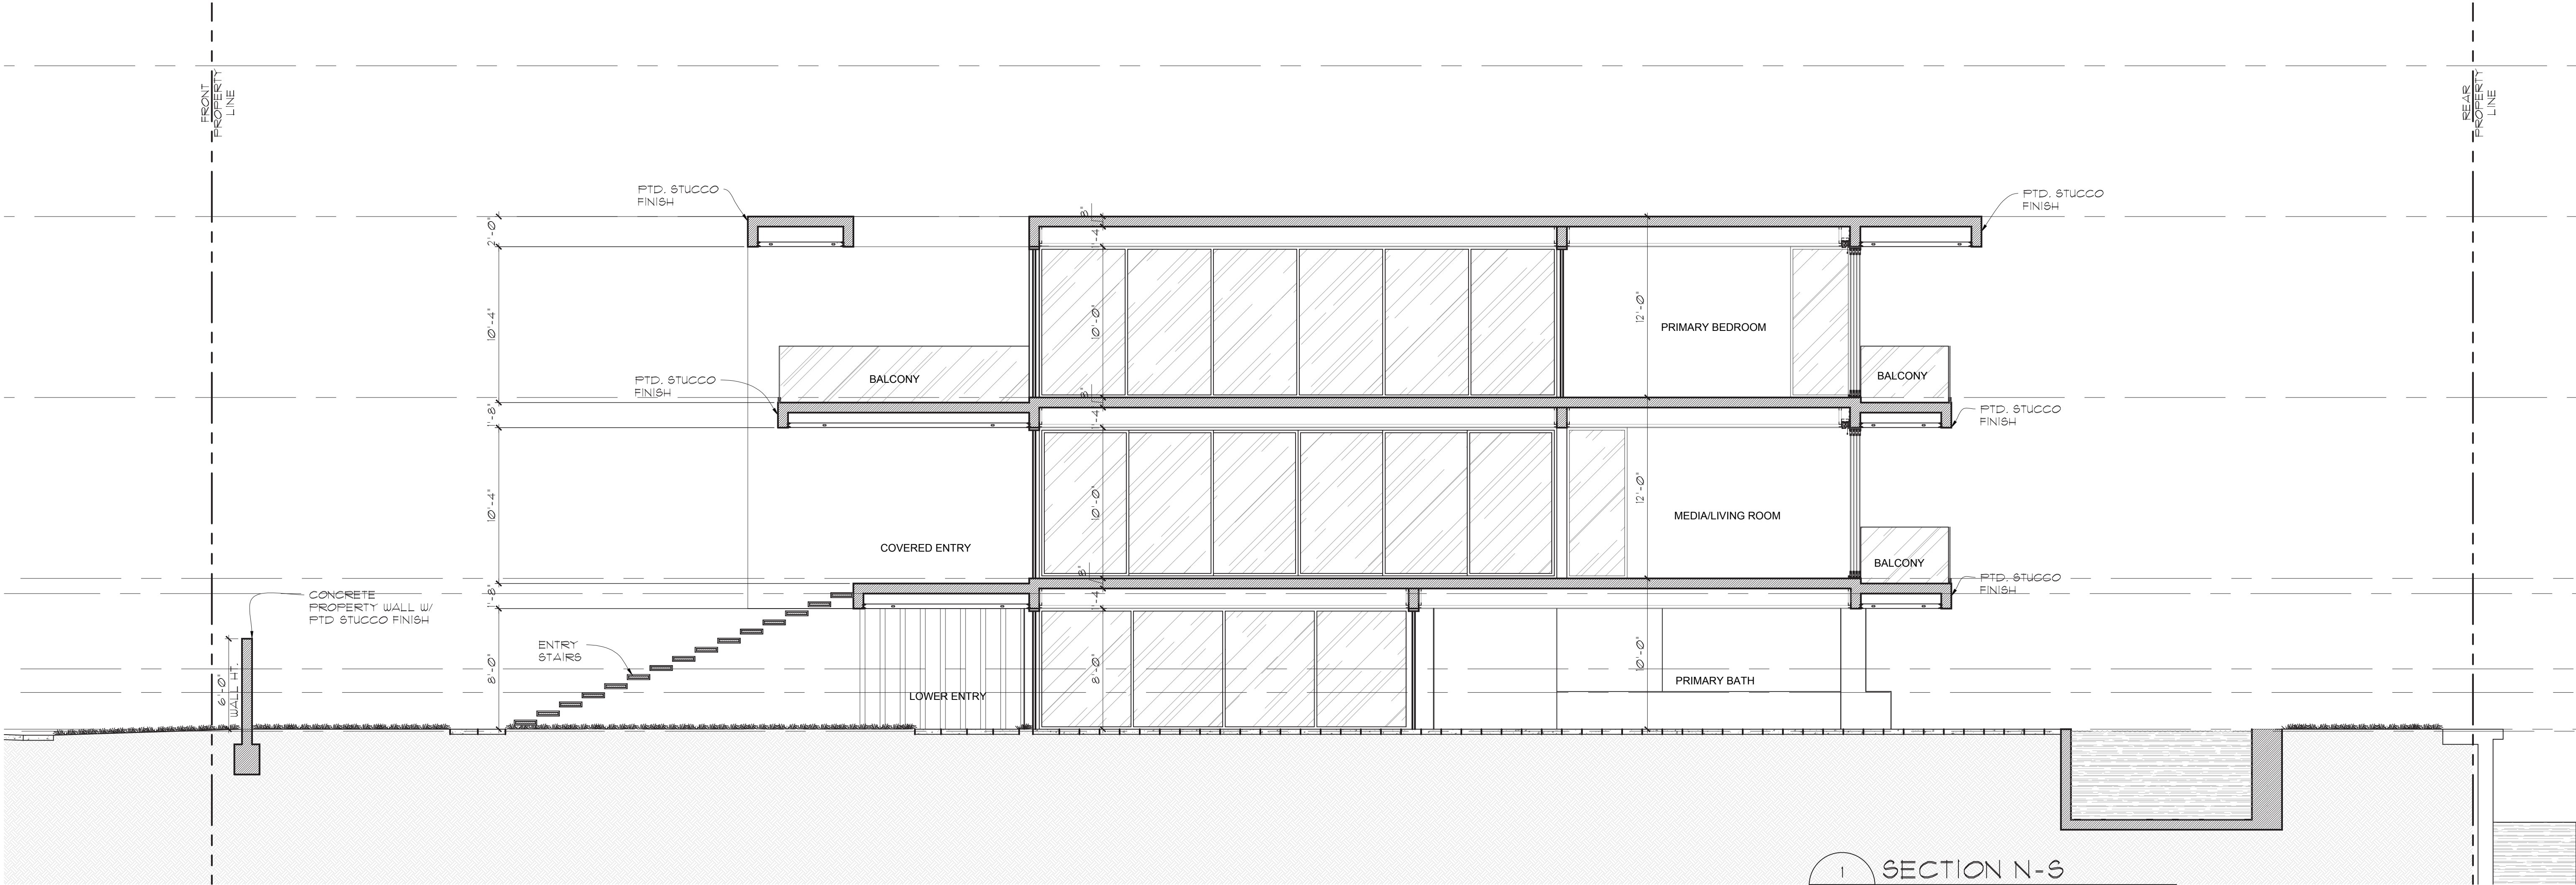 FRONT
PROPERTY
LINE
REAR
PROPERTY
LINE
PTD. STUCCO
FINISH
PTD. STUCCO
FINISH
2'-0"
8"
1'-4"
10'-4"
10'-0"
12'-0"
PRIMARY BEDROOM
BALCONY
BALCONY
PTD. STUCCO
FINISH
PTD. STUCCO
FINISH
1'-8"
8"
1'-4"
10'-4"
10'-0"
12'-0"
MEDIA/LIVING ROOM
COVERED ENTRY
BALCONY
PTD. STUCCO
FINISH
1'-8"
8"
1'-4"
CONCRETE
PROPERTY WALL W/
PTD STUCCO FINISH
ENTRY
STAIRS
6'-0"
WALL HT.
8'-0"
8'-0"
10'-0"
LOWER ENTRY
PRIMARY BATH
1
SECTION N-S